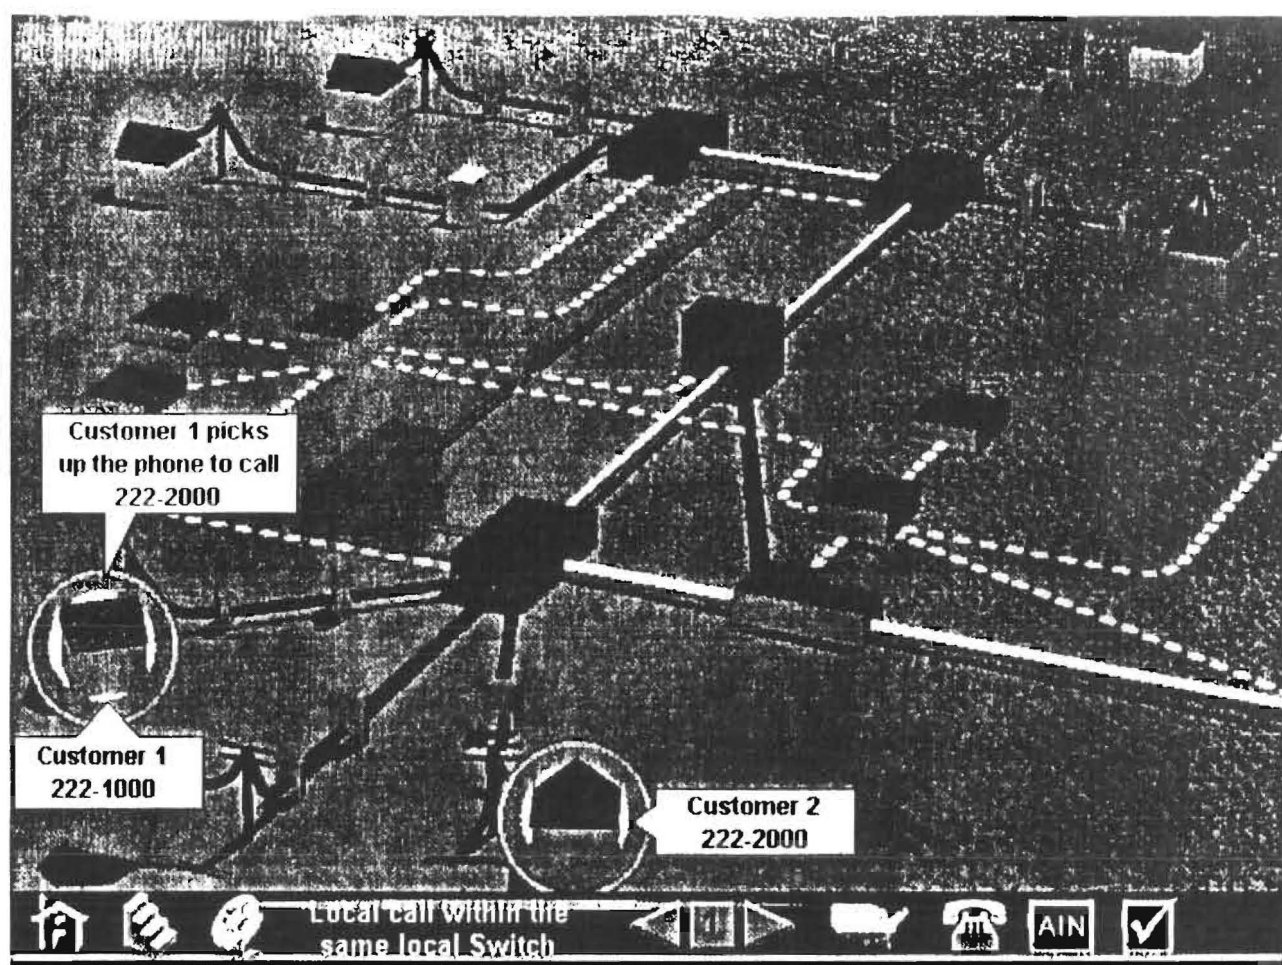 Customer 1 picks
up the phone to call
222-2000
Customer 1
222-1000
Customer 2
222-2000
Local call within the
same local Switch
1
AIN